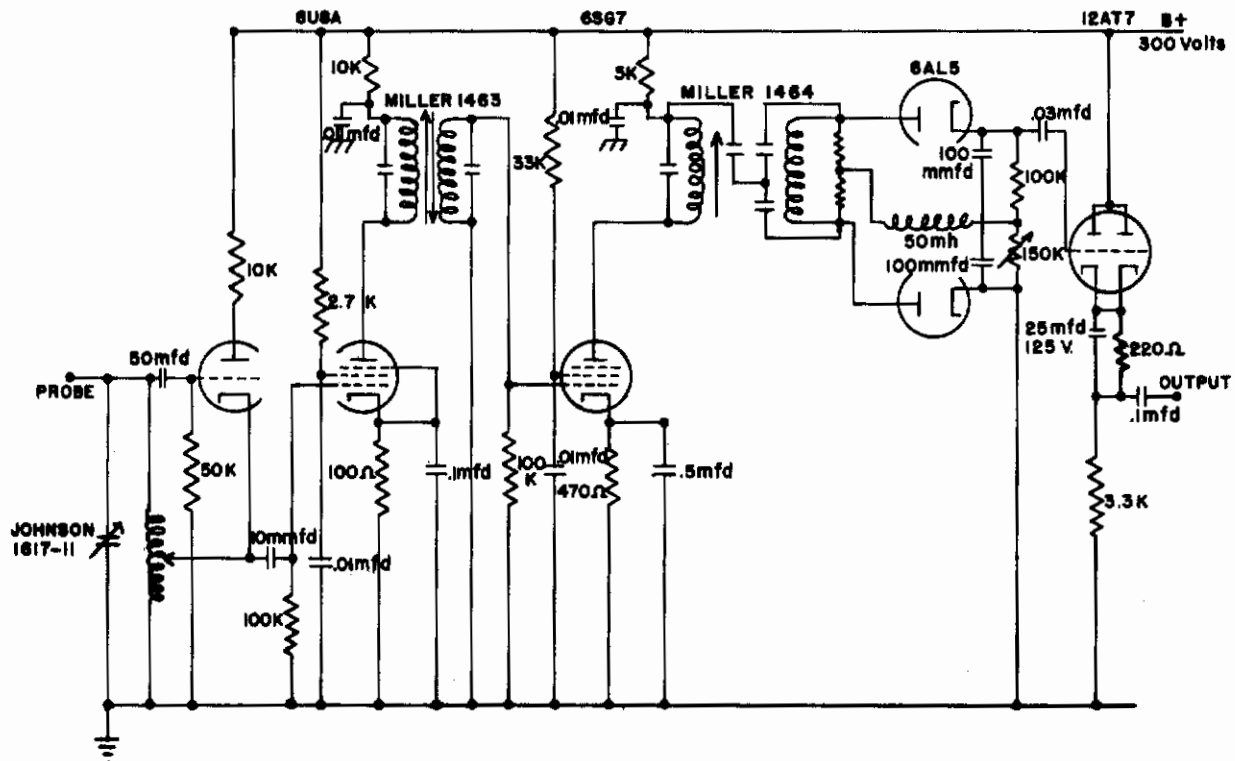 6U8A
6SG7
12AT7
B+
300 Volts
10K
5K
6AL5
MILLER 1463
MILLER 1464
.01mfd
.01mfd
.03mfd
33K
100
mmfd
100K
50mh
150K
10K
2.7 K
100mmfd
25mfd
125 V.
220Ω
50mfd
PROBE
OUTPUT
.1mfd
50K
100Ω
.1mfd
100
K
.01mfd
470Ω
.5mfd
3.3K
JOHNSON
1617-11
10mmfd
.01mfd
100K